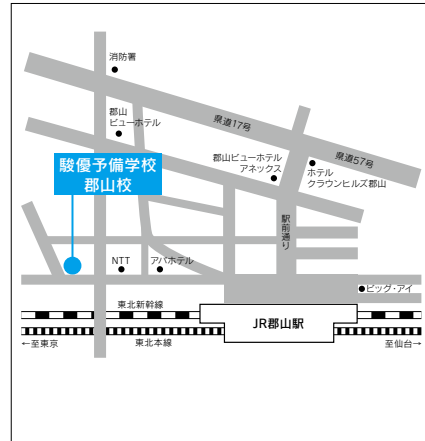 消防署
県道17号
郡山
ビューホテル
県道57号
郡山ビューホテル
アネックス
ホテル
クラウンヒルズ郡山
駿優予備学校
郡山校
駅前通り
NTT
アパホテル
ビッグ・アイ
東北新幹線
JR郡山駅
←至東京
東北本線
至仙台→